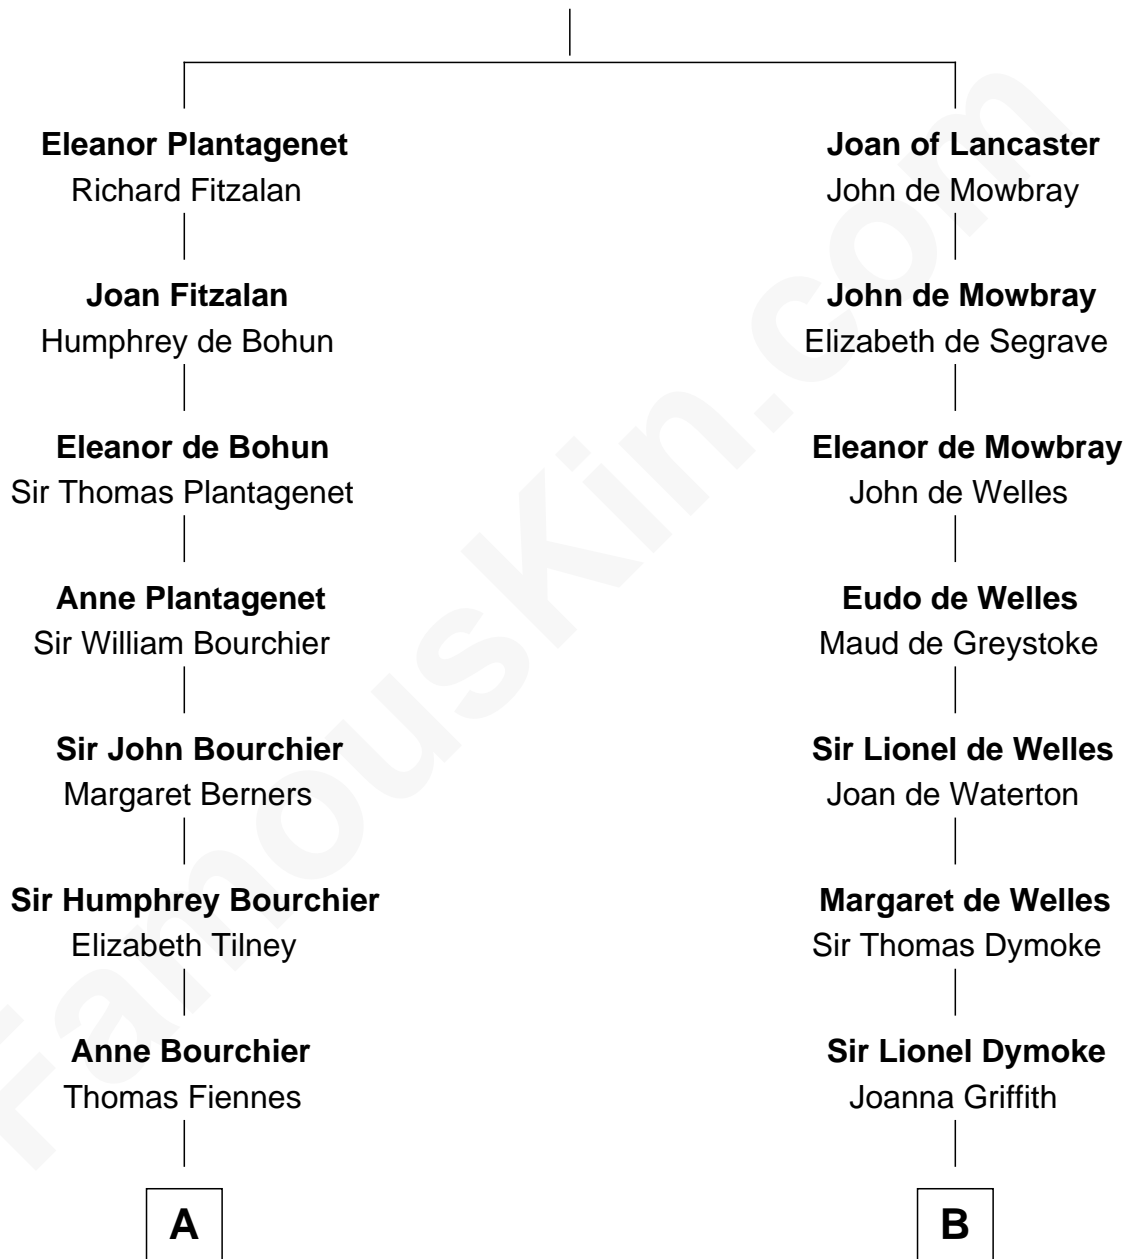 Eleanor Plantagenet
Richard Fitzalan
Joan Fitzalan
Humphrey de Bohun
Eleanor de Bohun
Sir Thomas Plantagenet
Anne Plantagenet
Sir William Bourchier
Sir John Bourchier
Margaret Berners
Sir Humphrey Bourchier
Elizabeth Tilney
Anne Bourchier
Thomas Fiennes
A
Joan of Lancaster
John de Mowbray
John de Mowbray
Elizabeth de Segrave
Eleanor de Mowbray
John de Welles
Eudo de Welles
Maud de Greystoke
Sir Lionel de Welles
Joan de Waterton
Margaret de Welles
Sir Thomas Dymoke
Sir Lionel Dymoke
Joanna Griffith
B
FamousKin.com